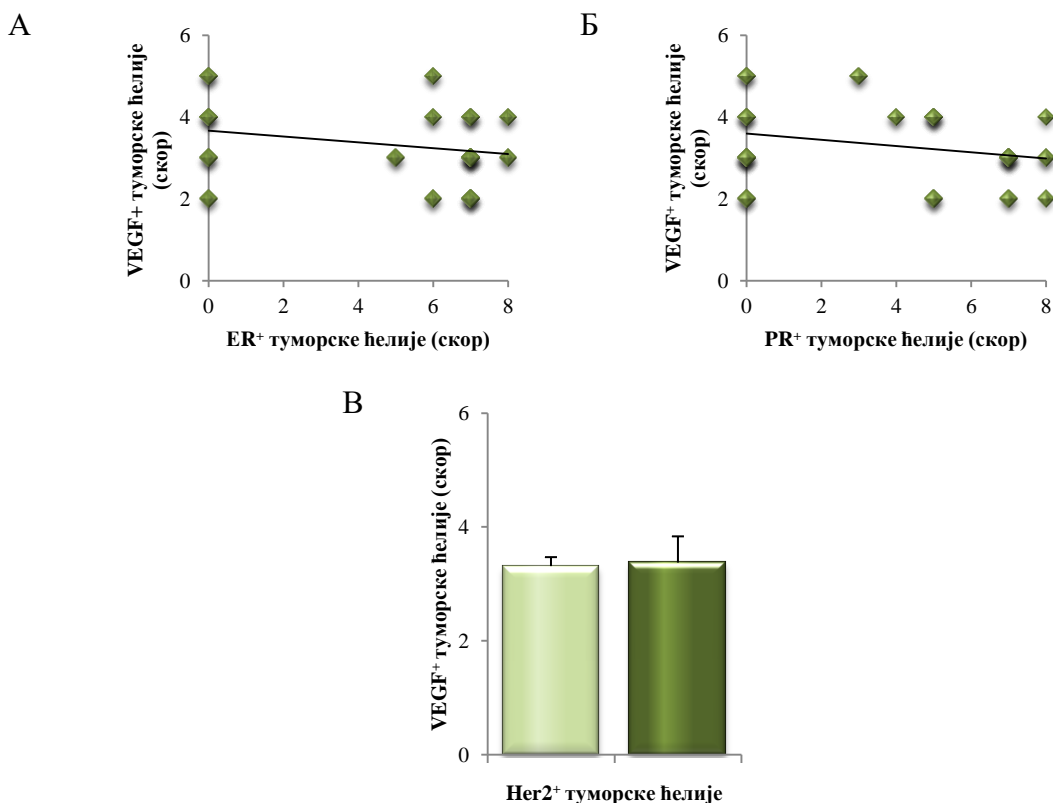 А
VEGF+ туморске ћелије
(скор)
6
4
2
0
0 2 4 6 8
ER⁺ туморске ћелије (скор)
Б
VEGF⁺ туморске ћелије
(скор)
6
4
2
0
0 2 4 6 8
PR⁺ туморске ћелије (скор)
В
VEGF⁺ туморске ћелије (скор)
6
4
2
0
Her2⁺ туморске ћелије